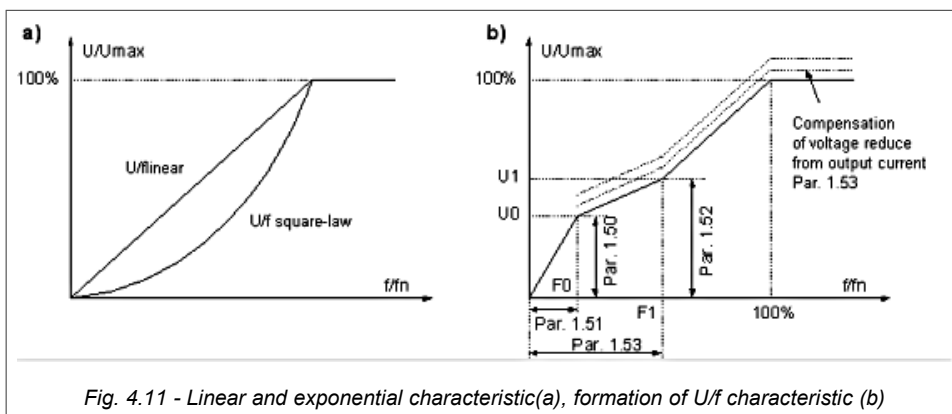 a)
U/Umax
100%
U/flinear
U/f square-law
f/fn
b)
U/Umax
100%
Compensation
of voltage reduce
from output current
Par. 1.53
U1
U0
Par. 1.50
Par. 1.52
F0
F1
100%
f/fn
Par. 1.51
Par. 1.53
Fig. 4.11 - Linear and exponential characteristic(a), formation of U/f characteristic (b)